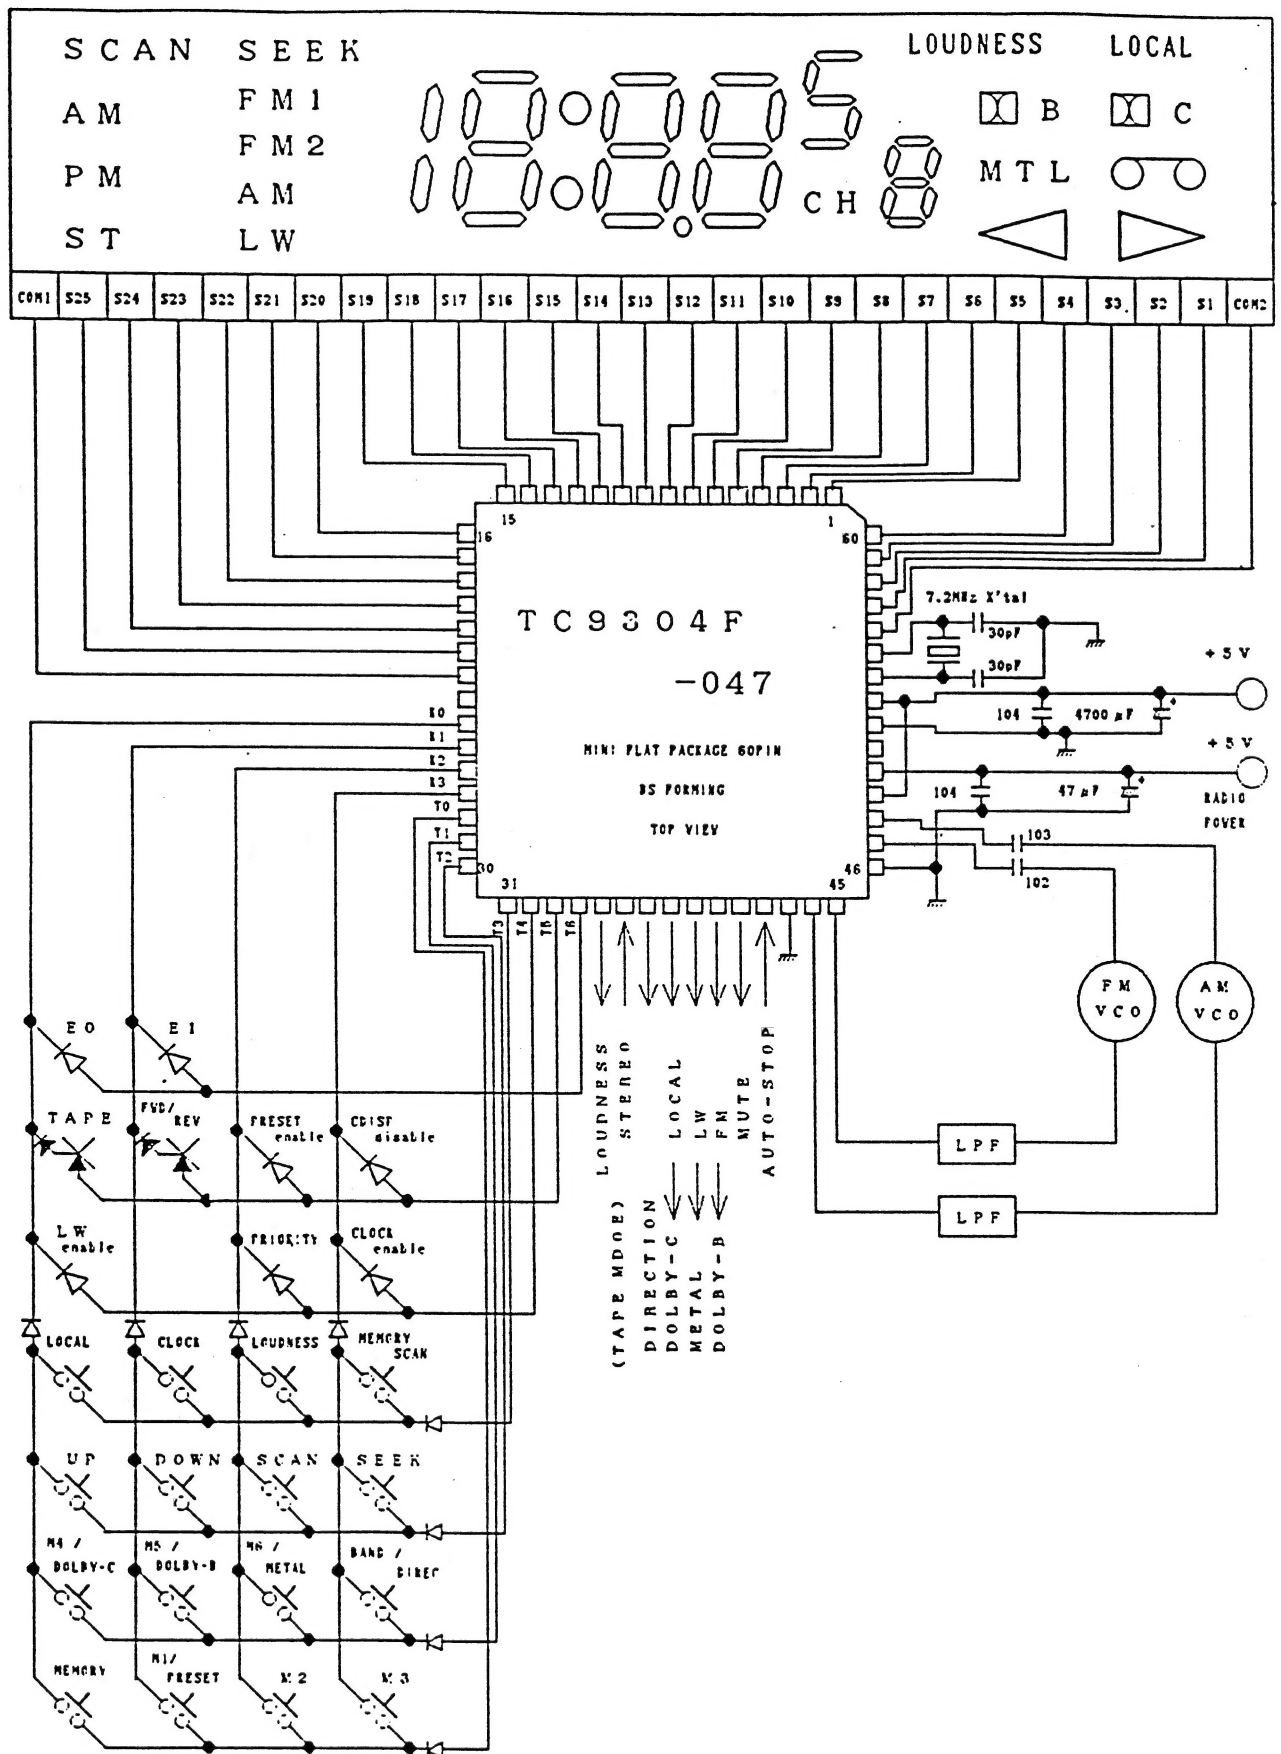 SCAN SEEK LOUDNESS LOCAL
AM FM1 B C
FM2
PM AM CH MTL
ST LW
COM1 S25 S24 S23 S22 S21 S20 S19 S18 S17 S16 S15 S14 S13 S12 S11 S10 S9 S8 S7 S6 S5 S4 S3 S2 S1 COM2
15 1
16 60
TC9304F
-047
MINI FLAT PACKAGE 60PIN
BS FORMING
TOP VIEW
30 46
31 45
7.2MHz X'tal
30pF
30pF
+5V
104 4700μF
+5V
104 47μF
RADIO
POWER
103
102
K0
K1
K2
K3
T0
T1
T2
T3 T4 T5 T6
FM
VCO
AM
VCO
LPF
LPF
LOUDNESS
STEREO
LOCAL
LW
FM
MUTE
AUTO-STOP
(TAPE MDOE)
DIRECTION
DOLBY-C
METAL
DOLBY-B
E0 E1
TAPE
FWD/
REV
PRESET
enable
CDISP
disable
LW
enable
PRIORITY
CLOCK
enable
LOCAL CLOCK LOUDNESS
MEMORY
SCAN
UP DOWN SCAN SEEK
M4 /
DOLBY-C
M5 /
DOLBY-B
M6 /
METAL
BAND /
DIREC
MEMORY
M1/
PRESET
M2 M3